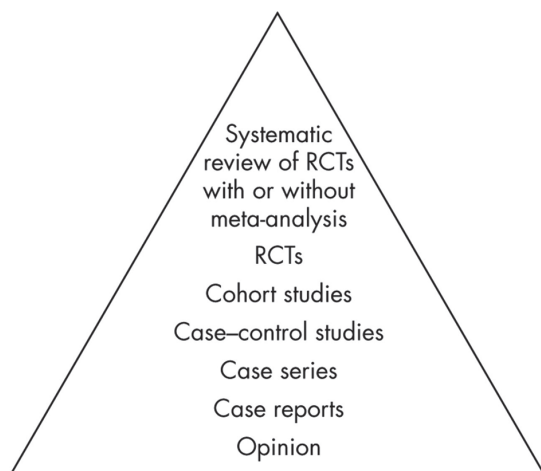 Systematic
review of RCTs
with or without
meta-analysis
RCTs
Cohort studies
Case–control studies
Case series
Case reports
Opinion